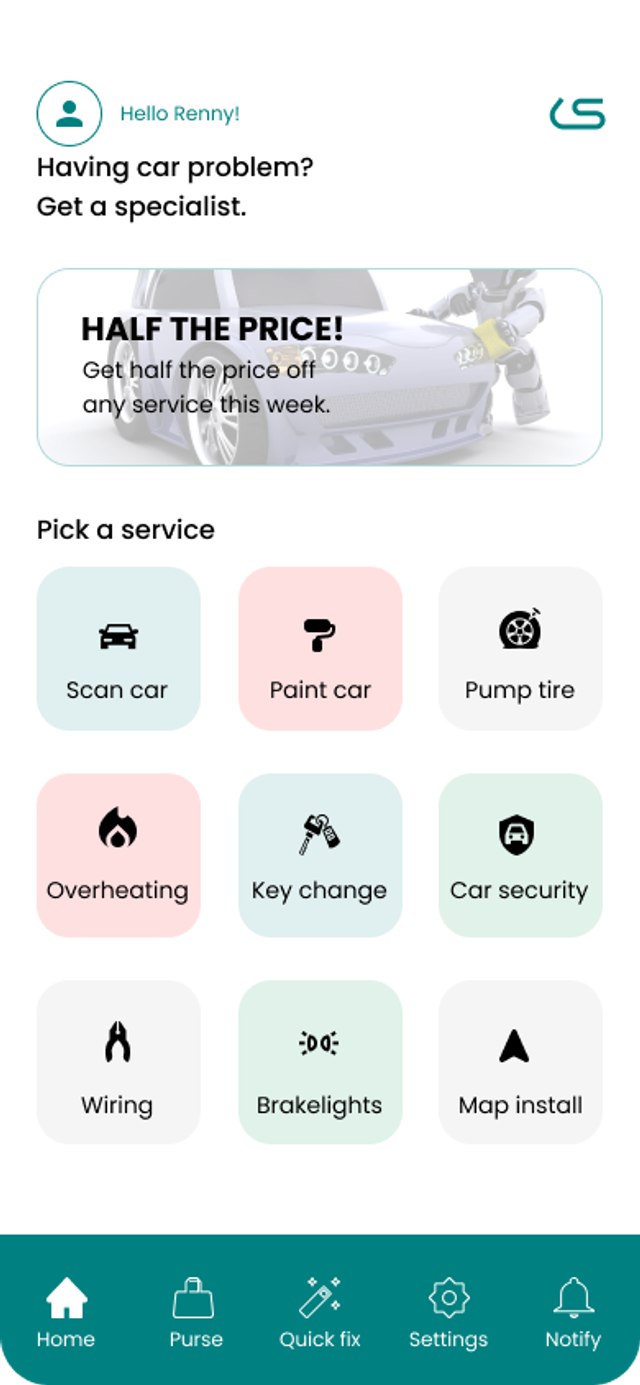 Hello Renny!
Having car problem?
Get a specialist.
HALF THE PRICE!
Get half the price off
any service this week.
Pick a service
Scan car
Paint car
Pump tire
Overheating
Key change
Car security
Wiring
Brakelights
Map install
Home
Purse
Quick fix
Settings
Notify